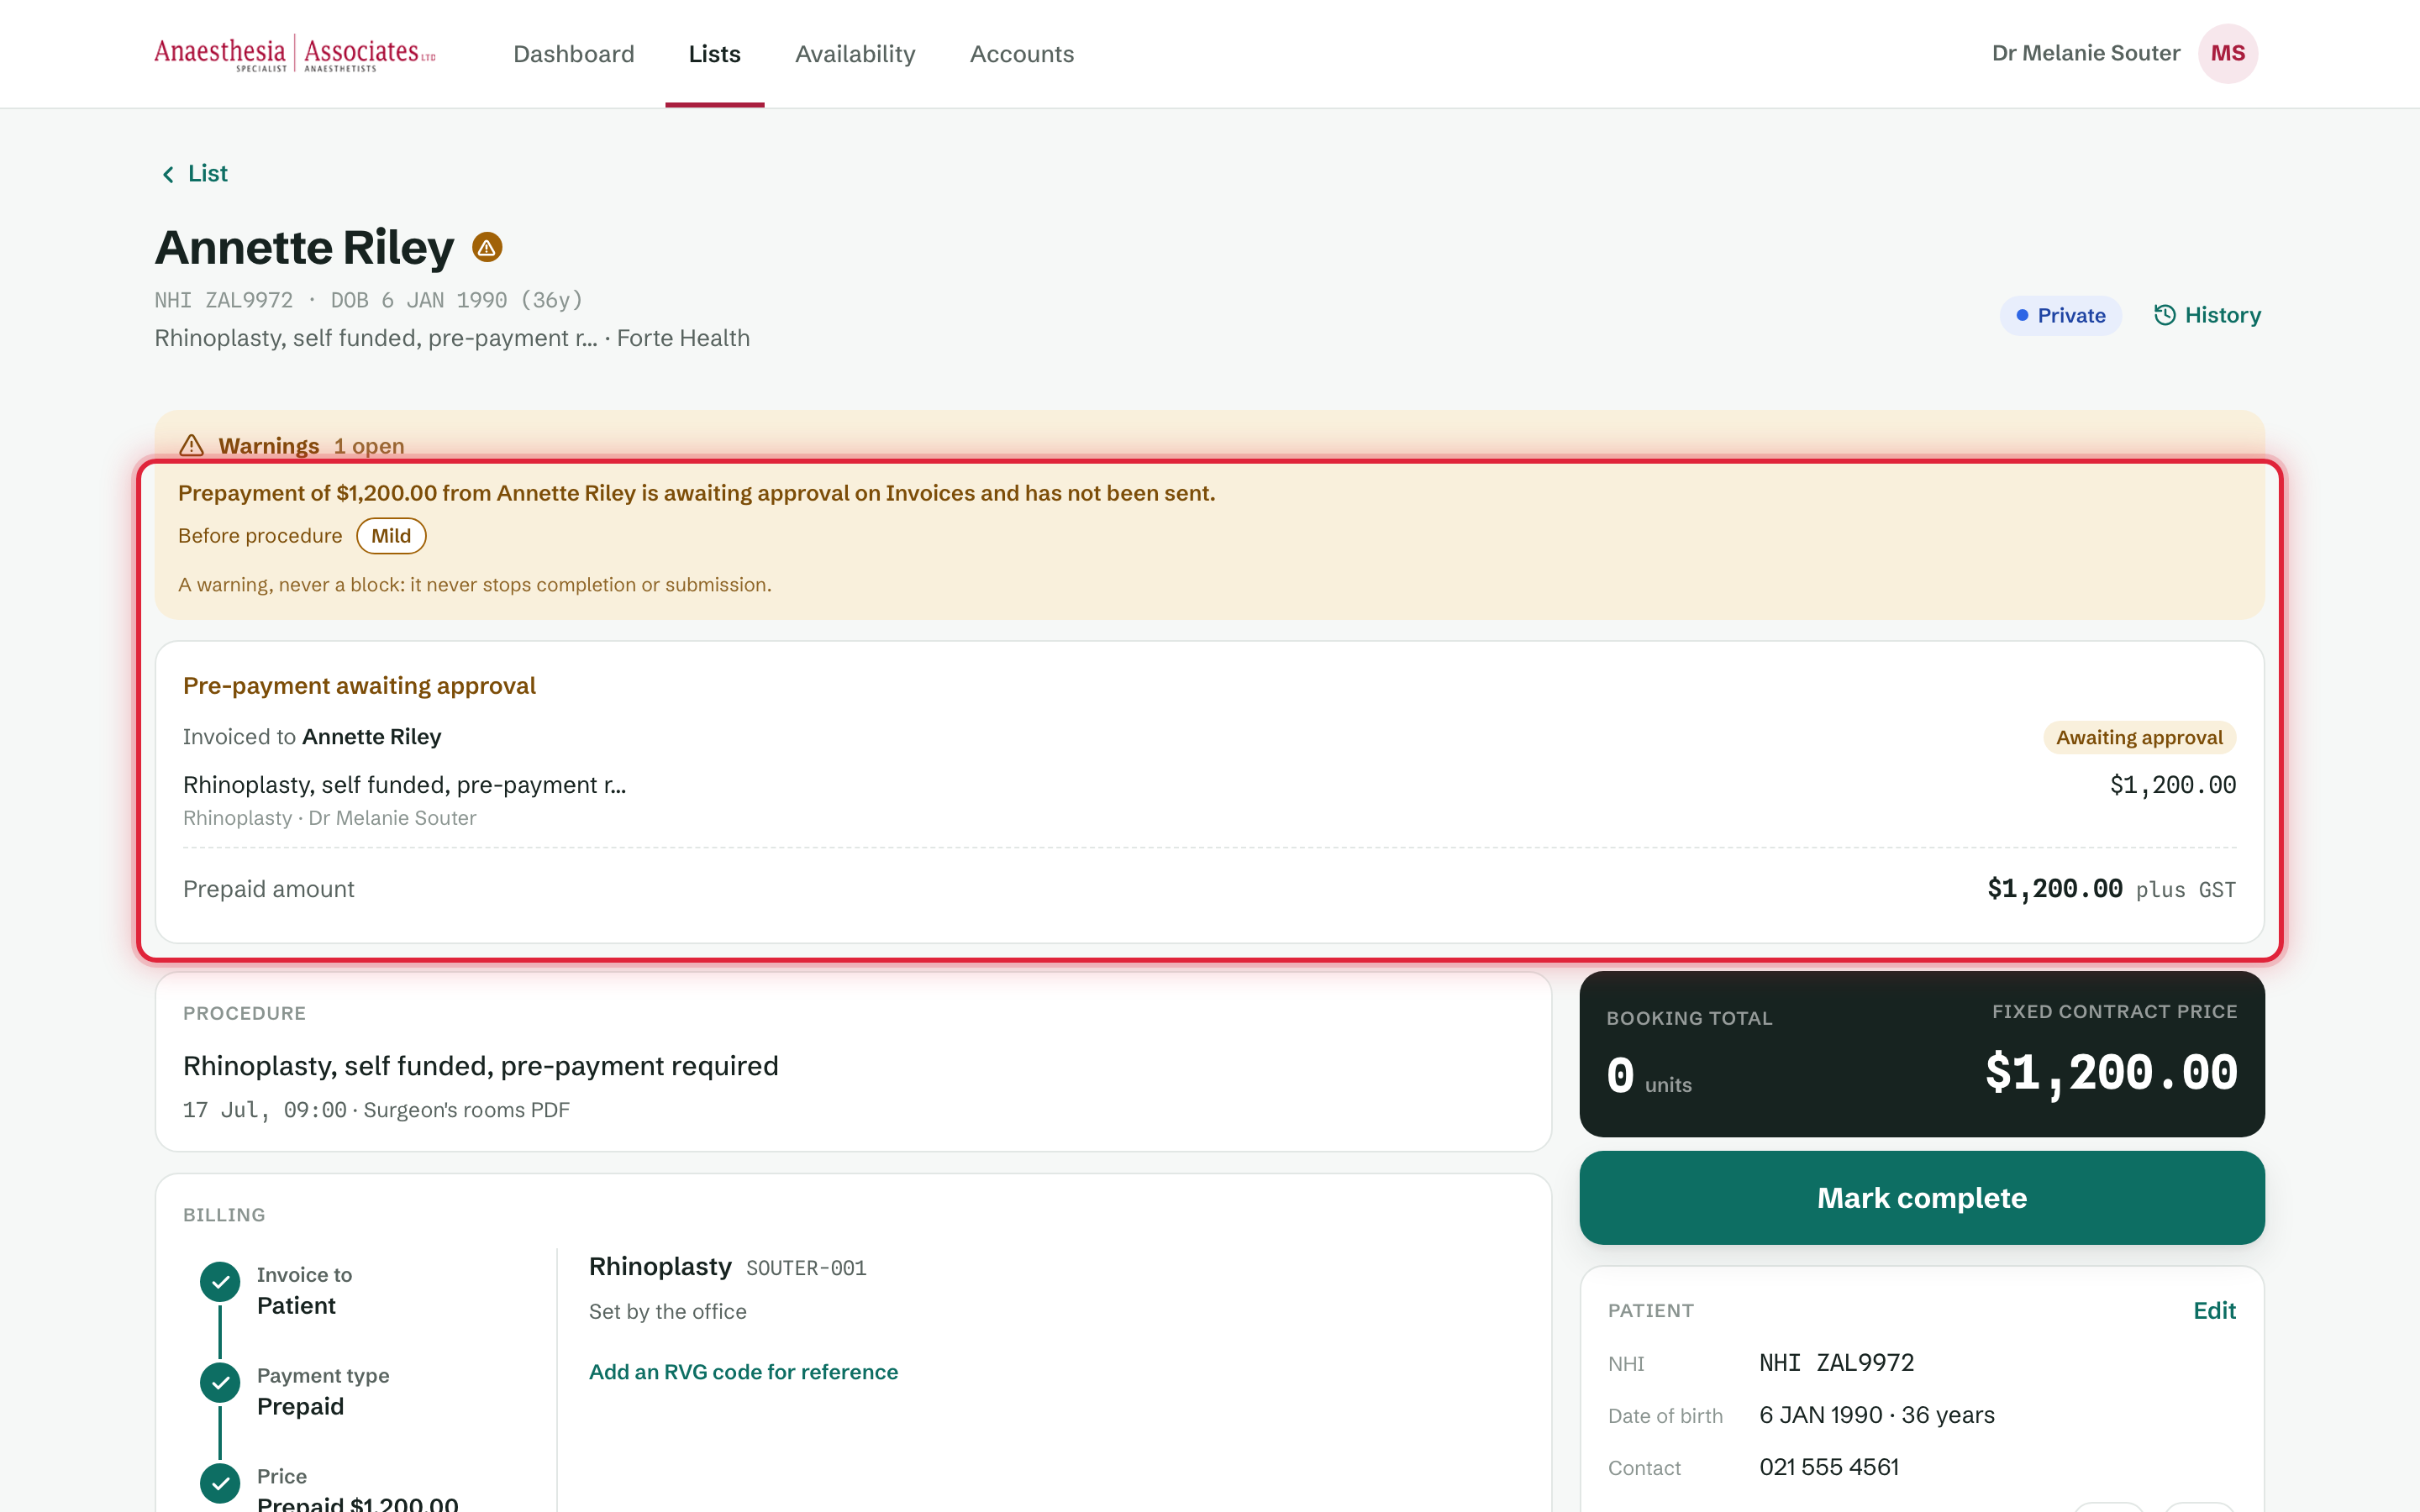 Anaesthesia | Associates LTD
SPECIALIST ANAESTHETISTS
Dashboard
Lists
Availability
Accounts
Dr Melanie Souter
MS
List
Annette Riley
NHI ZAL9972 · DOB 6 JAN 1990 (36y)
Rhinoplasty, self funded, pre-payment r... · Forte Health
Private
History
Warnings 1 open
Prepayment of $1,200.00 from Annette Riley is awaiting approval on Invoices and has not been sent.
Before procedure Mild
A warning, never a block: it never stops completion or submission.
Pre-payment awaiting approval
Invoiced to Annette Riley
Awaiting approval
Rhinoplasty, self funded, pre-payment r...
$1,200.00
Rhinoplasty · Dr Melanie Souter
Prepaid amount
$1,200.00 plus GST
PROCEDURE
Rhinoplasty, self funded, pre-payment required
17 Jul, 09:00 · Surgeon's rooms PDF
BOOKING TOTAL
0 units
FIXED CONTRACT PRICE
$1,200.00
Mark complete
BILLING
Invoice to
Patient
Payment type
Prepaid
Price
Prepaid $1,200.00
Rhinoplasty SOUTER-001
Set by the office
Add an RVG code for reference
PATIENT
Edit
NHI
NHI ZAL9972
Date of birth
6 JAN 1990 · 36 years
Contact
021 555 4561